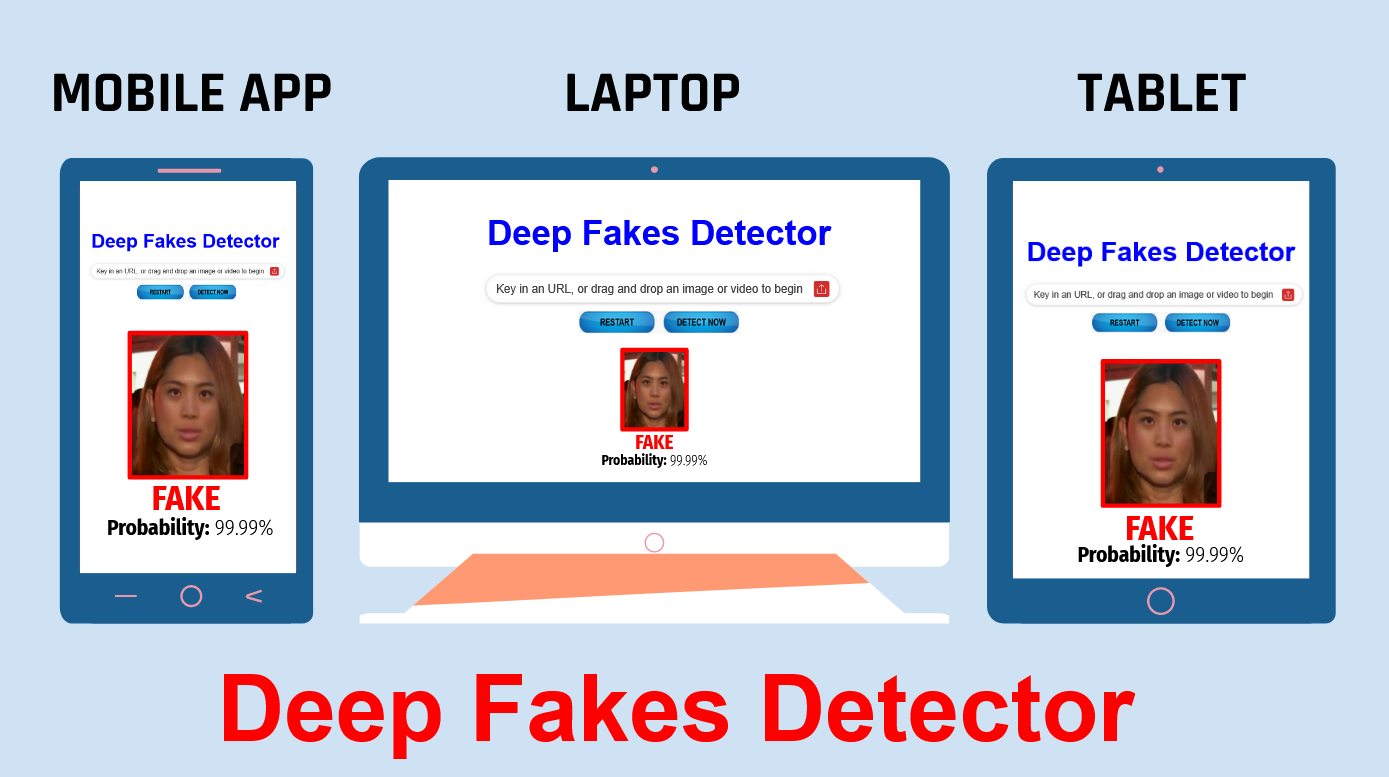 MOBILE APP
LAPTOP
TABLET
Deep Fakes Detector
Key in an URL, or drag and drop an image or video to begin
RESTART
DETECT NOW
FAKE
Probability: 99.99%
Deep Fakes Detector
Key in an URL, or drag and drop an image or video to begin
RESTART
DETECT NOW
FAKE
Probability: 99.99%
Deep Fakes Detector
Key in an URL, or drag and drop an image or video to begin
RESTART
DETECT NOW
FAKE
Probability: 99.99%
Deep Fakes Detector